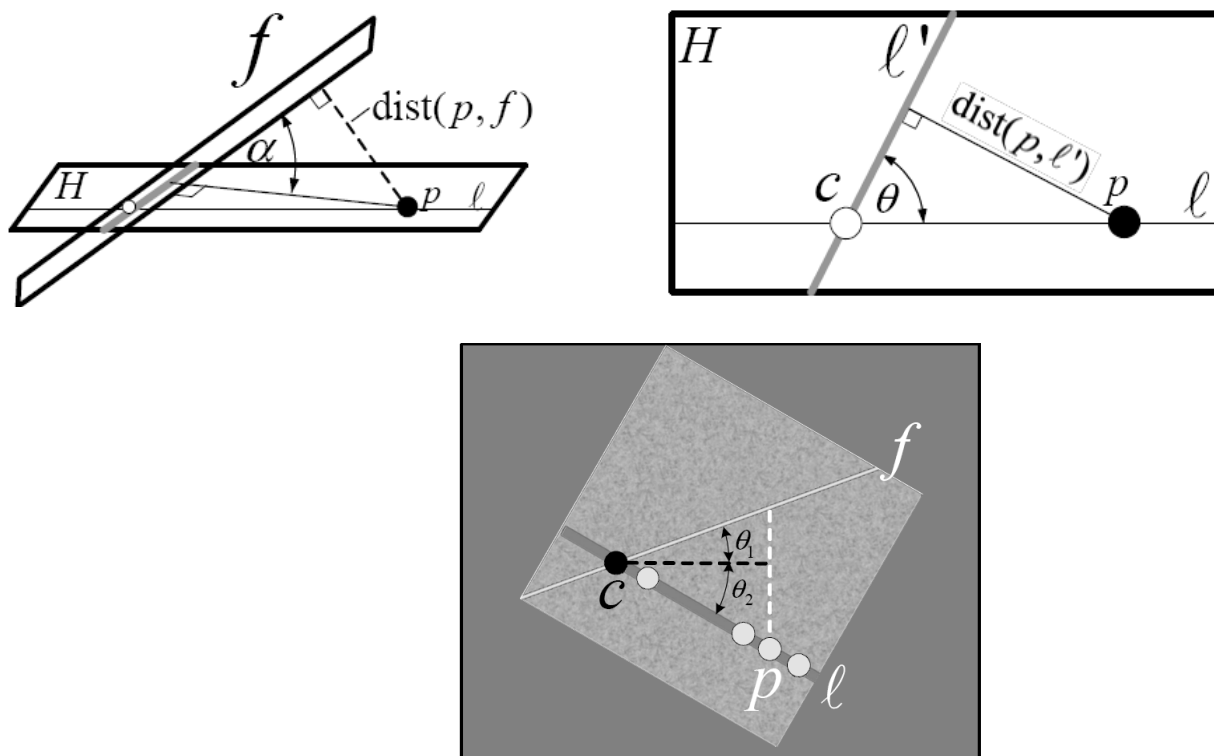 f
dist(p, f)
α
H
p
ℓ
H
ℓ'
dist(p, ℓ')
c
θ
p
ℓ
f
θ₁
c
θ₂
p
ℓ